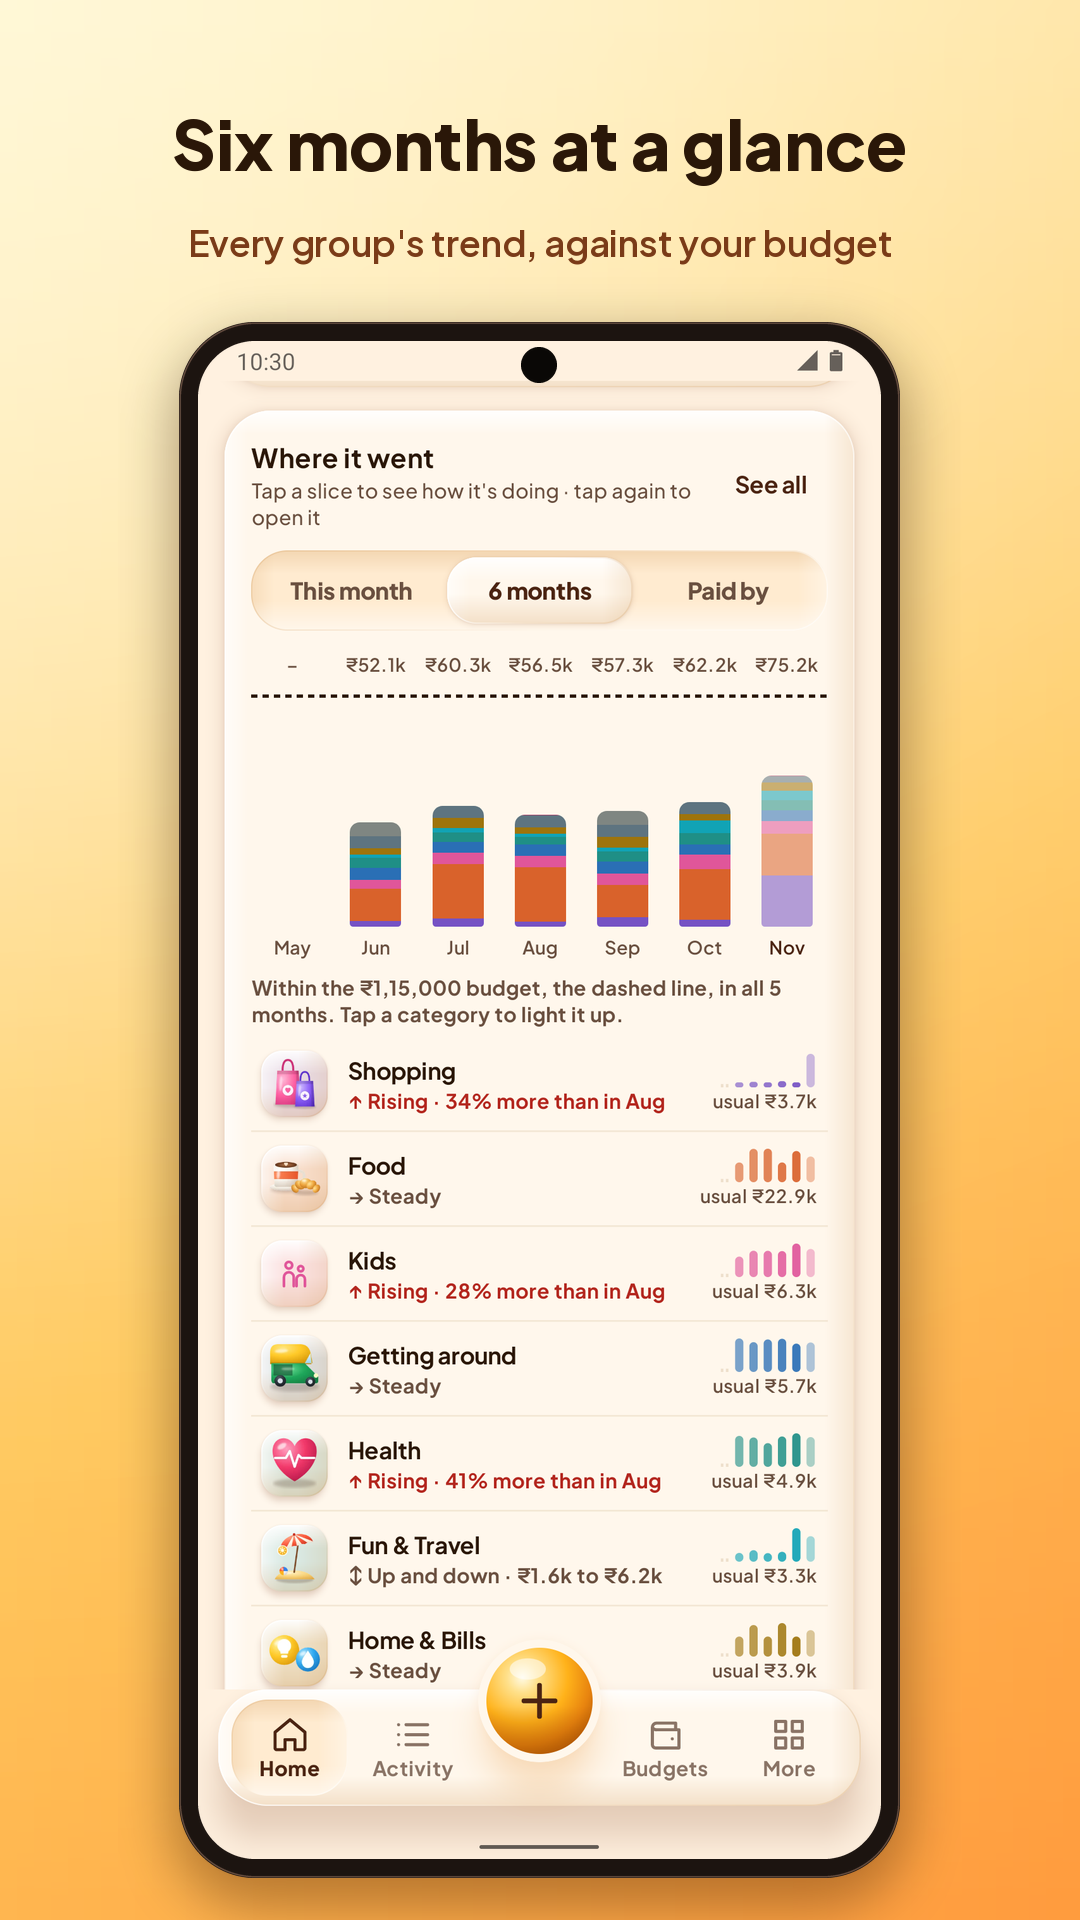 Six months at a glance
Every group's trend, against your budget
10:30
Where it went
Tap a slice to see how it's doing · tap again to
open it
See all
This month
6 months
Paid by
– ₹52.1k ₹60.3k ₹56.5k ₹57.3k ₹62.2k ₹75.2k
May Jun Jul Aug Sep Oct Nov
Within the ₹1,15,000 budget, the dashed line, in all 5
months. Tap a category to light it up.
Shopping
↑ Rising · 34% more than in Aug
usual ₹3.7k
Food
→ Steady
usual ₹22.9k
Kids
↑ Rising · 28% more than in Aug
usual ₹6.3k
Getting around
→ Steady
usual ₹5.7k
Health
↑ Rising · 41% more than in Aug
usual ₹4.9k
Fun & Travel
↕ Up and down · ₹1.6k to ₹6.2k
usual ₹3.3k
Home & Bills
→ Steady
usual ₹3.9k
Home
Activity
Budgets
More